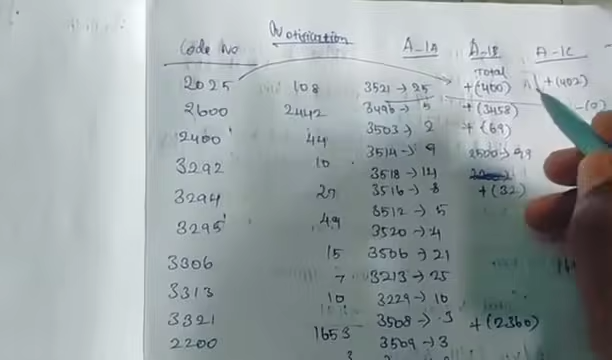 Notification
Code No A-1A A-1B A-1C
Total
2025 108 3521→25 +(400) +(402)
2600 2442 3496→5 +(3458) -(0)
2400 44 3503→2 +(69)
3292 10 3514→9 2500→99
3518→14
3294 27 3516→8 +(32)
3295 49 3512→5
3520→4
3306 15 3506→21
3313 7 3213→25
3321 10 3229→10
2200 1653 3508→3 +(2360)
3509→3